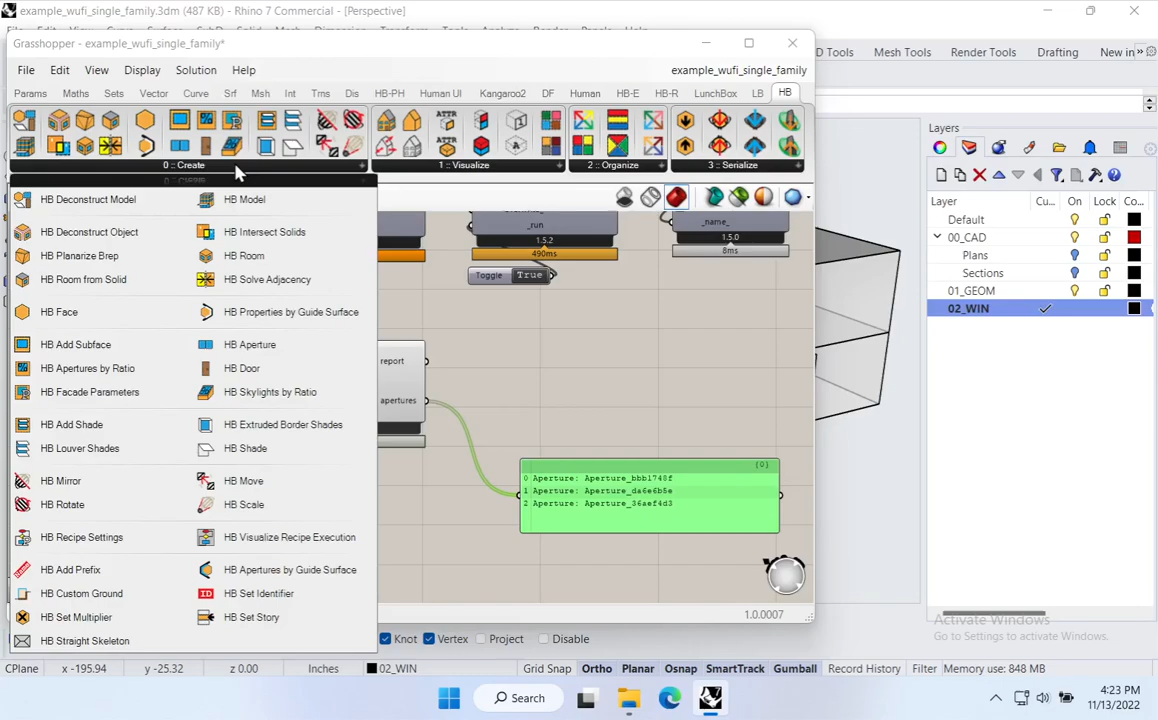 example_wufi_single_family.3dm (487 KB) - Rhino 7 Commercial - [Perspective]
Grasshopper - example_wufi_single_family*
D Tools Mesh Tools Render Tools Drafting New in
File Edit View Display Solution Help example_wufi_single_family
Params Maths Sets Vector Curve Srf Msh Int Trns Dis HB-PH Human UI Kangaroo2 DF Human HB-E HB-R LunchBox LB HB
ATTR
ATTR
0 :: Create
1 :: Visualize
2 :: Organize
3 :: Serialize
HB Deconstruct Model HB Model
HB Deconstruct Object HB Intersect Solids
HB Planarize Brep HB Room
HB Room from Solid HB Solve Adjacency
HB Face HB Properties by Guide Surface
HB Add Subface HB Aperture
HB Apertures by Ratio HB Door
HB Facade Parameters HB Skylights by Ratio
HB Add Shade HB Extruded Border Shades
HB Louver Shades HB Shade
HB Mirror HB Move
HB Rotate HB Scale
HB Recipe Settings HB Visualize Recipe Execution
HB Add Prefix HB Apertures by Guide Surface
HB Custom Ground ID HB Set Identifier
HB Set Multiplier HB Set Story
HB Straight Skeleton
_run
1.5.2
490ms
Toggle True
_name_
1.5.0
8ms
report
apertures
{0}
0 Aperture: Aperture_bbb1748f
1 Aperture: Aperture_da6e6b5e
2 Aperture: Aperture_36aef4d3
1.0.0007
Layers
Layer Cu... On Lock Co...
Default
00_CAD
Plans
Sections
01_GEOM
02_WIN
Activate Windows
Go to Settings to activate Windows.
Knot Vertex Project Disable
CPlane x -195.94 y -25.32 z 0.00 Inches 02_WIN Grid Snap Ortho Planar Osnap SmartTrack Gumball Record History Filter Memory use: 848 MB
Search
4:23 PM
11/13/2022